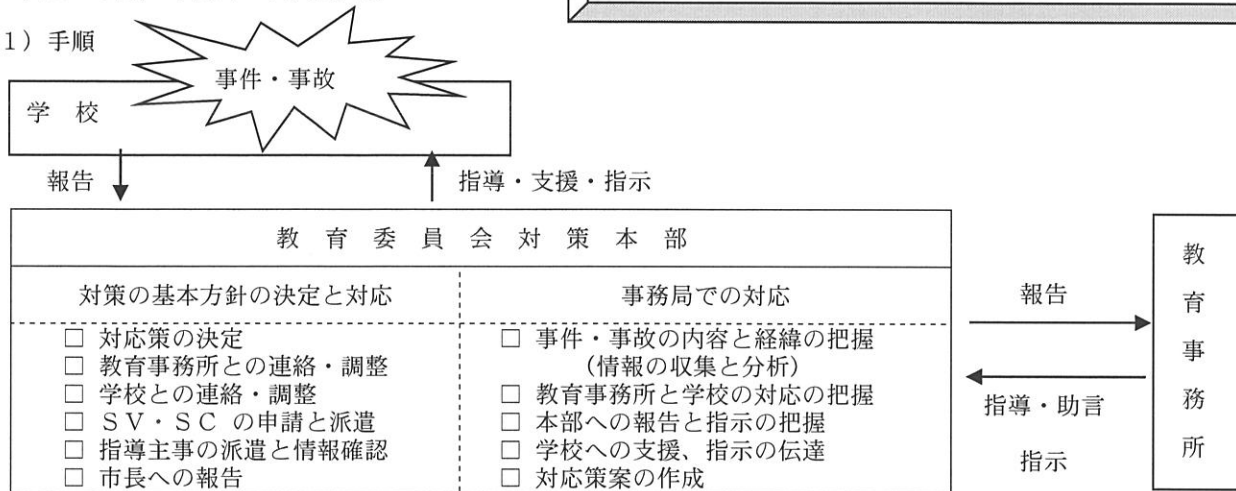 1）手順
事件・事故
学 校
報告
指導・支援・指示
教 育 委 員 会 対 策 本 部
対策の基本方針の決定と対応
□ 対応策の決定
□ 教育事務所との連絡・調整
□ 学校との連絡・調整
□ ＳＶ・ＳＣ の申請と派遣
□ 指導主事の派遣と情報確認
□ 市長への報告
事務局での対応
□ 事件・事故の内容と経緯の把握
（情報の収集と分析）
□ 教育事務所と学校の対応の把握
□ 本部への報告と指示の把握
□ 学校への支援、指示の伝達
□ 対応策案の作成
報告
指導・助言
指示
教育事務所